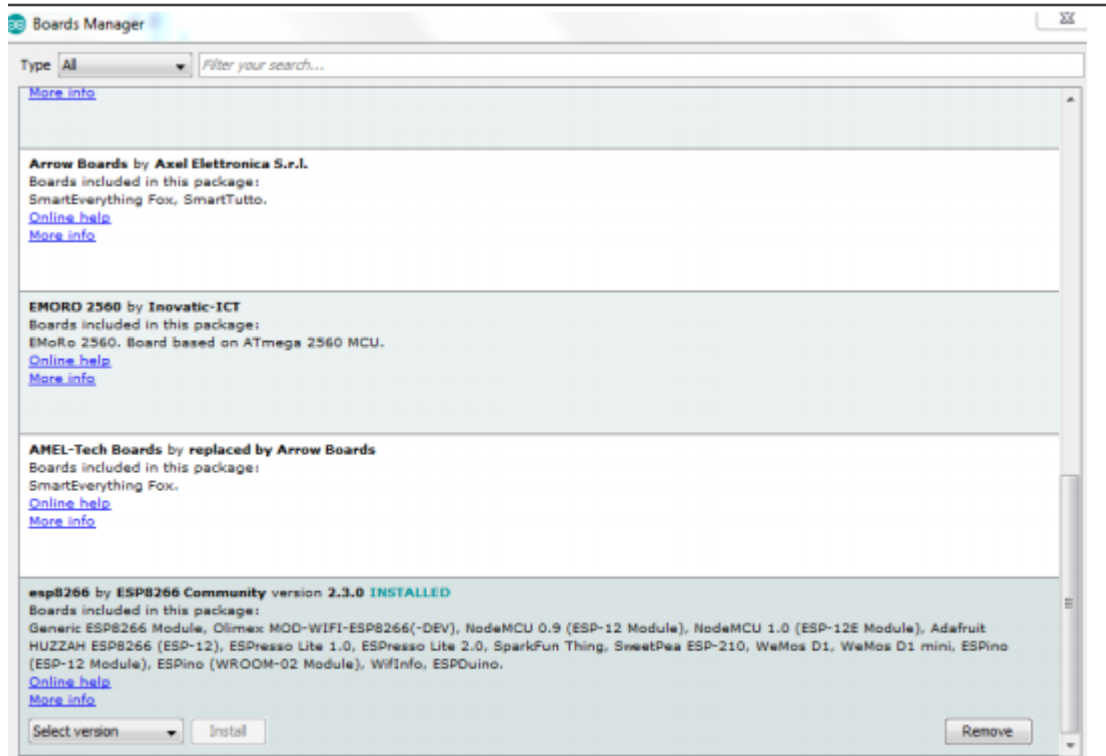 Boards Manager
Type All Filter your search...
More info
Arrow Boards by Axel Elettronica S.r.l.
Boards included in this package:
SmartEverything Fox, SmartTutto.
Online help
More info
EMORO 2560 by Inovatic-ICT
Boards included in this package:
EMoRo 2560. Board based on ATmega 2560 MCU.
Online help
More info
AMEL-Tech Boards by replaced by Arrow Boards
Boards included in this package:
SmartEverything Fox.
Online help
More info
esp8266 by ESP8266 Community version 2.3.0 INSTALLED
Boards included in this package:
Generic ESP8266 Module, Olimex MOD-WIFI-ESP8266(-DEV), NodeMCU 0.9 (ESP-12 Module), NodeMCU 1.0 (ESP-12E Module), Adafruit
HUZZAH ESP8266 (ESP-12), ESPresso Lite 1.0, ESPresso Lite 2.0, SparkFun Thing, SweetPea ESP-210, WeMos D1, WeMos D1 mini, ESPino
(ESP-12 Module), ESPino (WROOM-02 Module), WifInfo, ESPDuino.
Online help
More info
Select version Install Remove